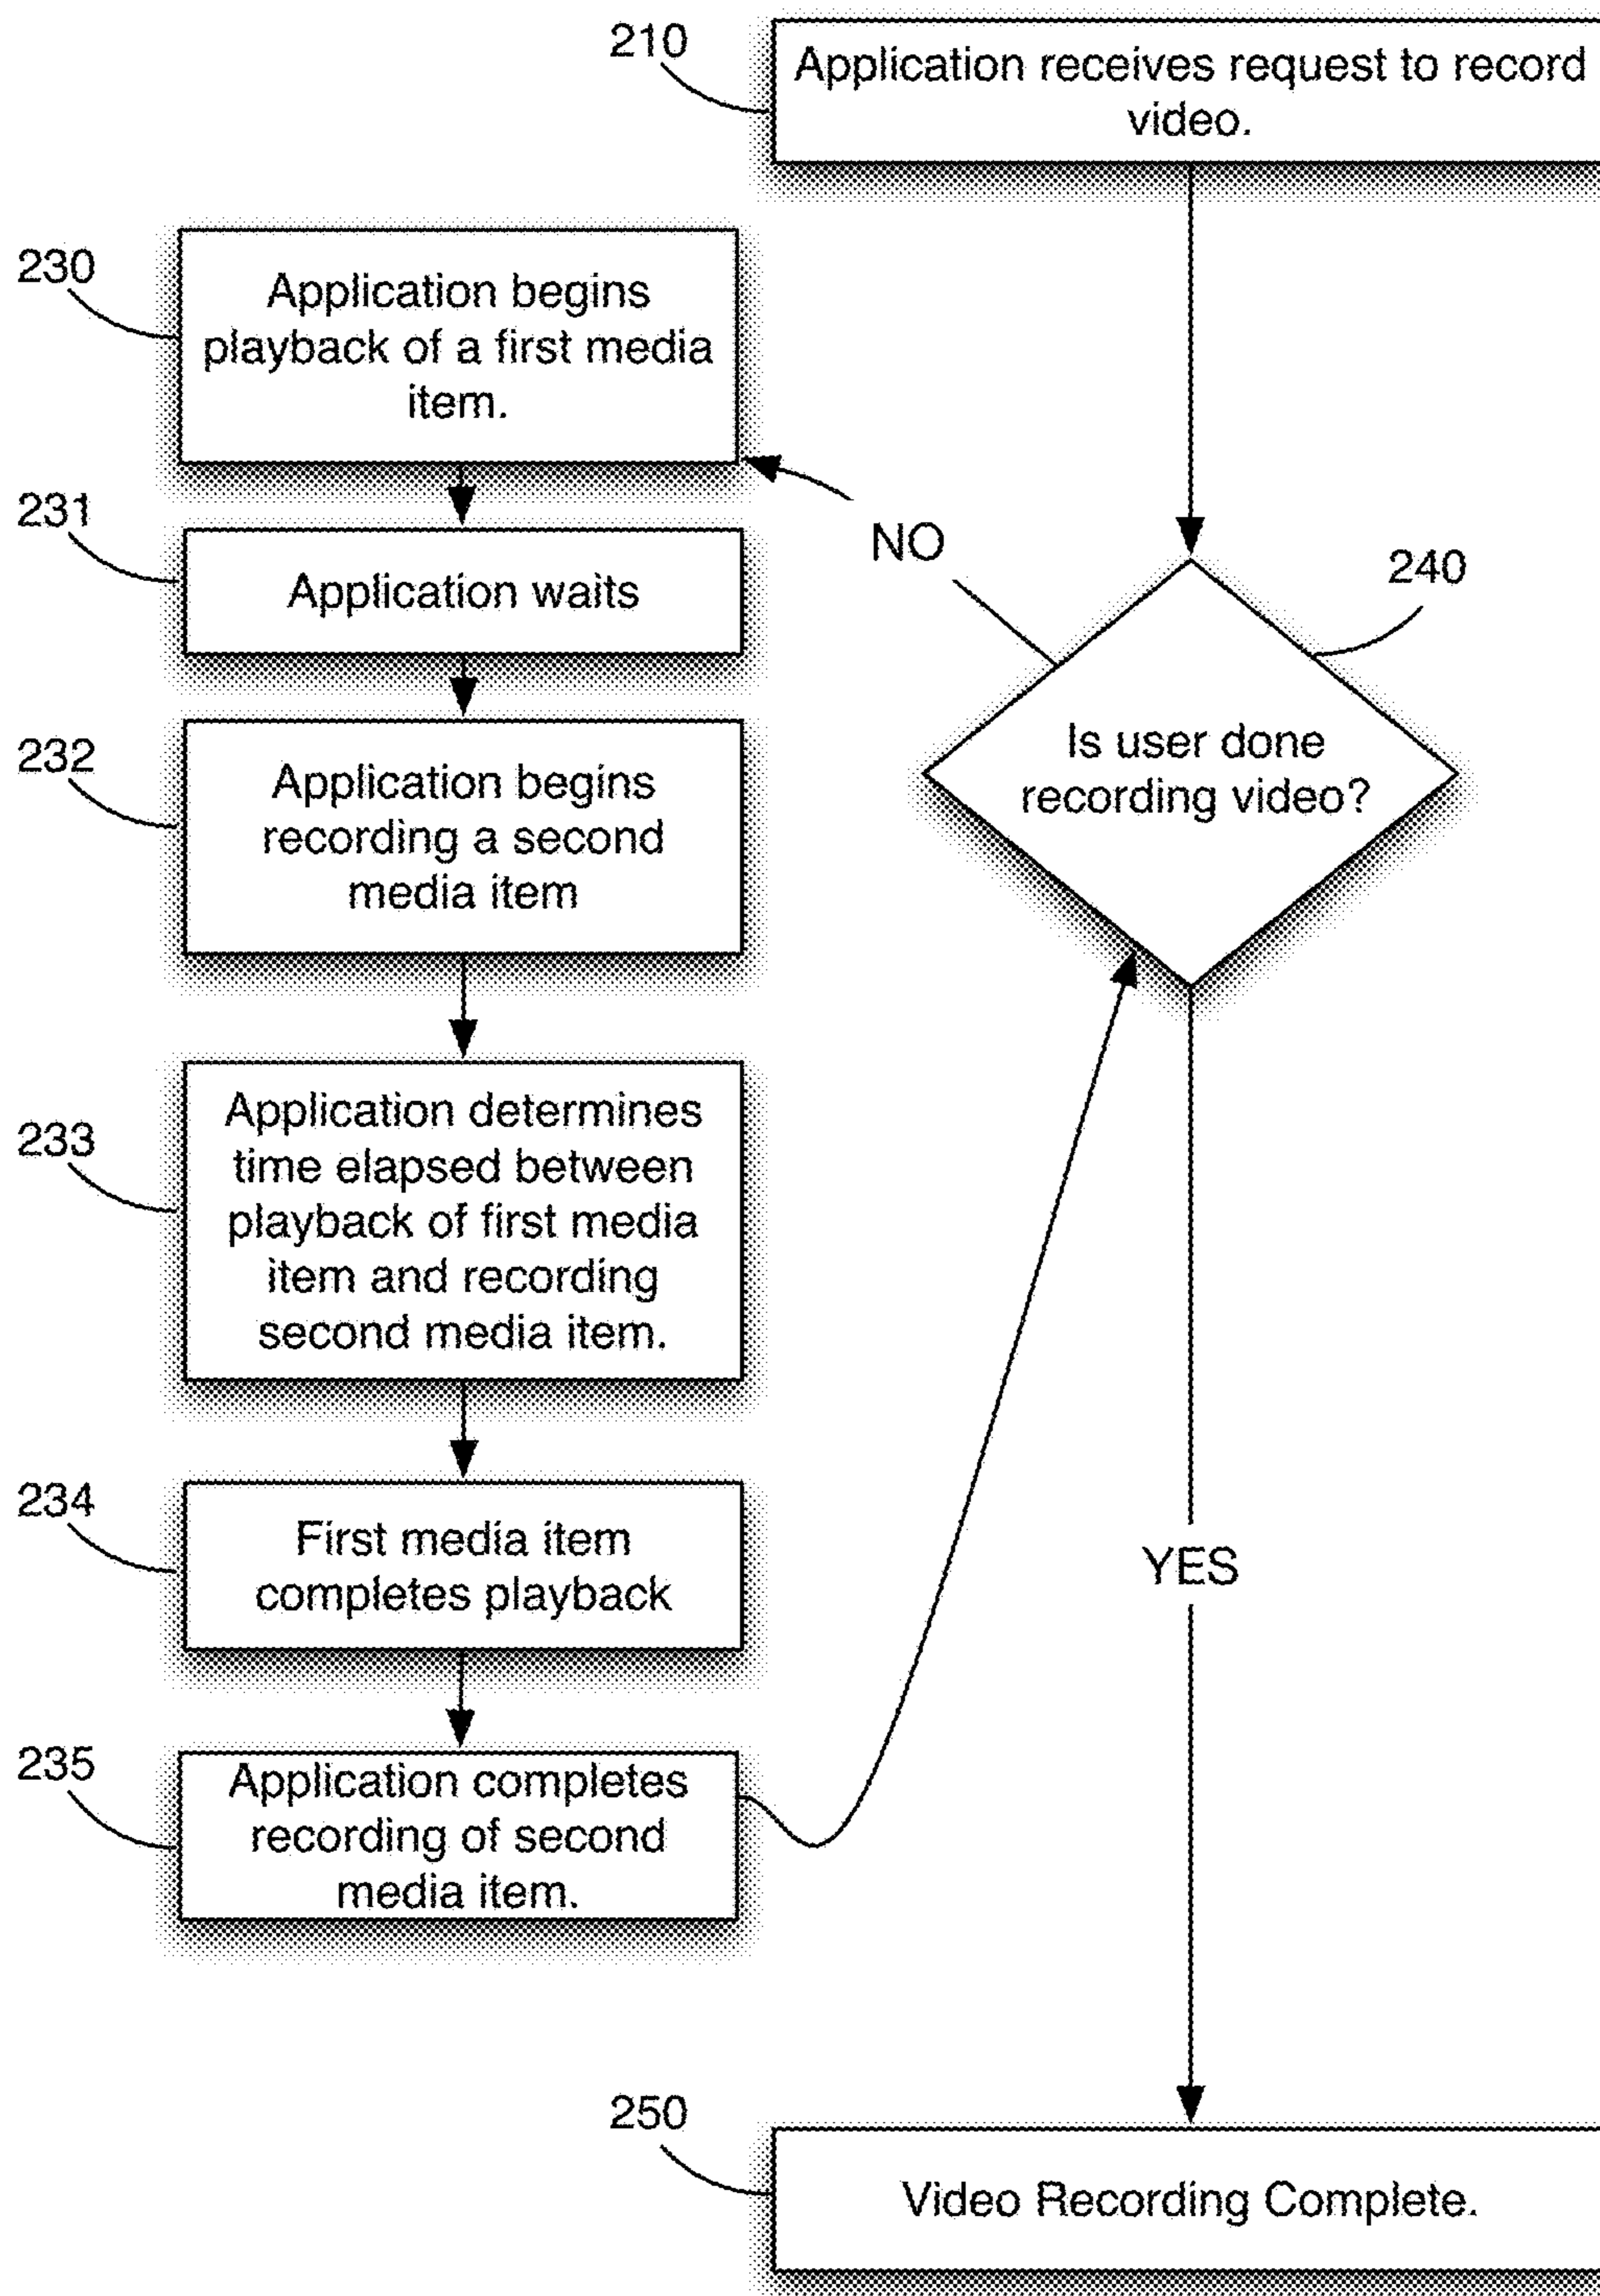 210
Application receives request to record
video.
230
Application begins
playback of a first media
item.
231
Application waits
NO
240
232
Application begins
recording a second
media item
Is user done
recording video?
233
Application determines
time elapsed between
playback of first media
item and recording
second media item.
234
First media item
completes playback
YES
235
Application completes
recording of second
media item.
250
Video Recording Complete.